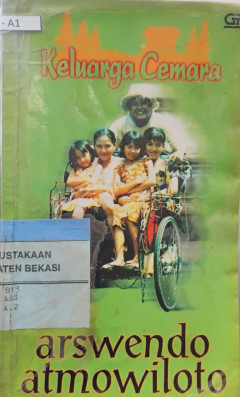 - A1
Keluarga Cemara
USTAKAAN
ATEN BEKASI
arswendo
atmowiloto